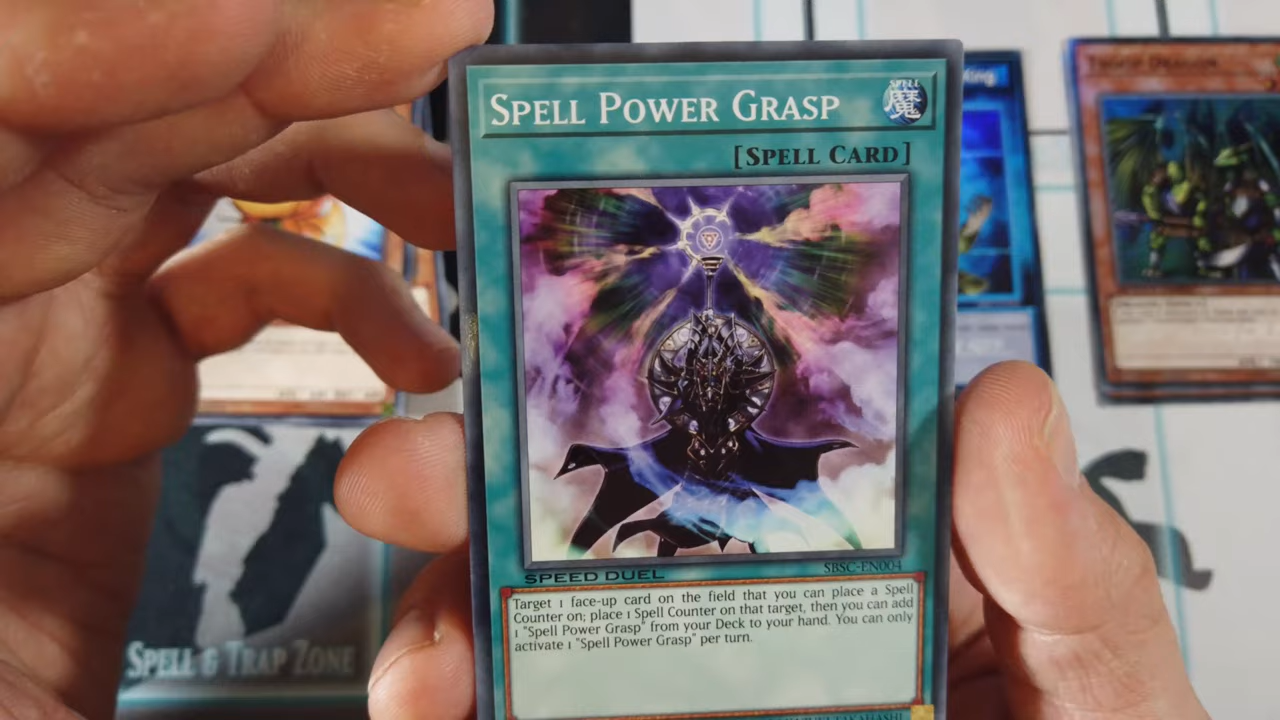 SPELL POWER GRASP
SPELL
魔
[SPELL CARD]
SPEED DUEL
SBSC-EN004
Target 1 face-up card on the field that you can place a Spell
Counter on; place 1 Spell Counter on that target, then you can add
1 "Spell Power Grasp" from your Deck to your hand. You can only
activate 1 "Spell Power Grasp" per turn.
SPELL & TRAP ZONE
King